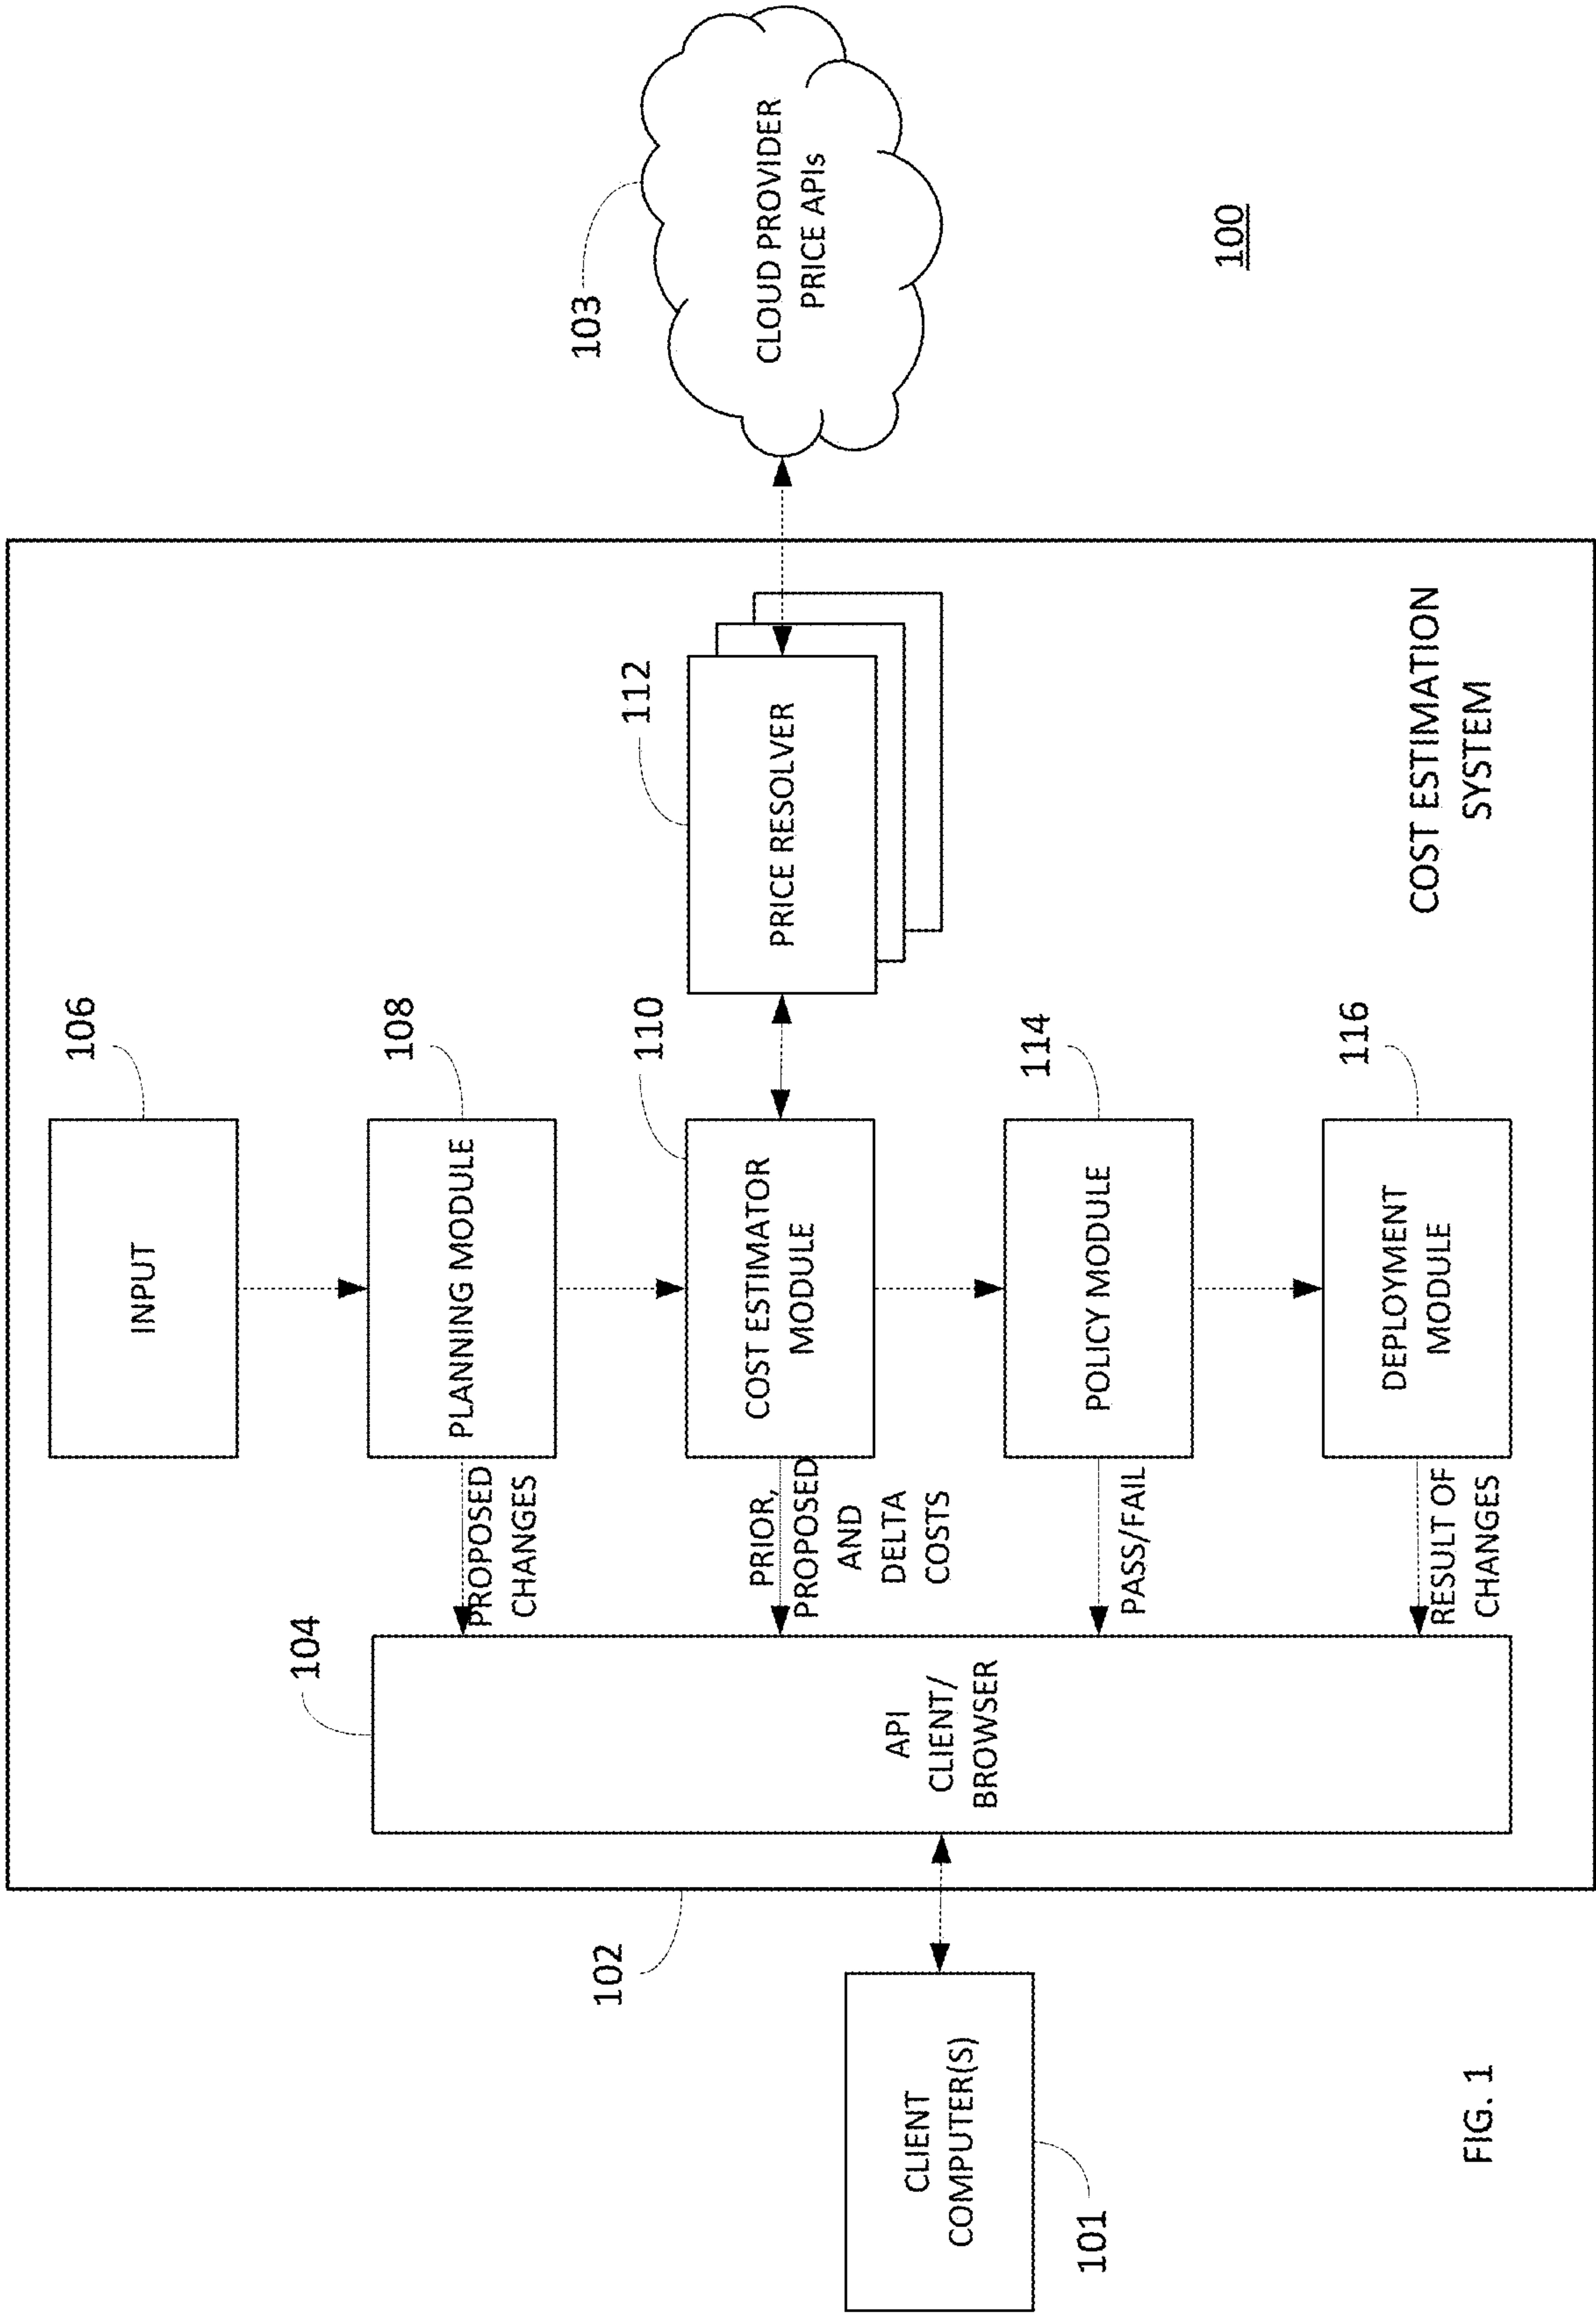 106
INPUT
108
PLANNING MODULE
PROPOSED
CHANGES
104
API
CLIENT/
BROWSER
110
COST ESTIMATOR
MODULE
PRIOR,
PROPOSED
AND
DELTA
COSTS
112
PRICE RESOLVER
103
CLOUD PROVIDER
PRICE APIs
102
CLIENT
COMPUTER(S)
101
114
POLICY MODULE
PASS/FAIL
116
DEPLOYMENT
MODULE
RESULT OF
CHANGES
COST ESTIMATION
SYSTEM
100
FIG. 1